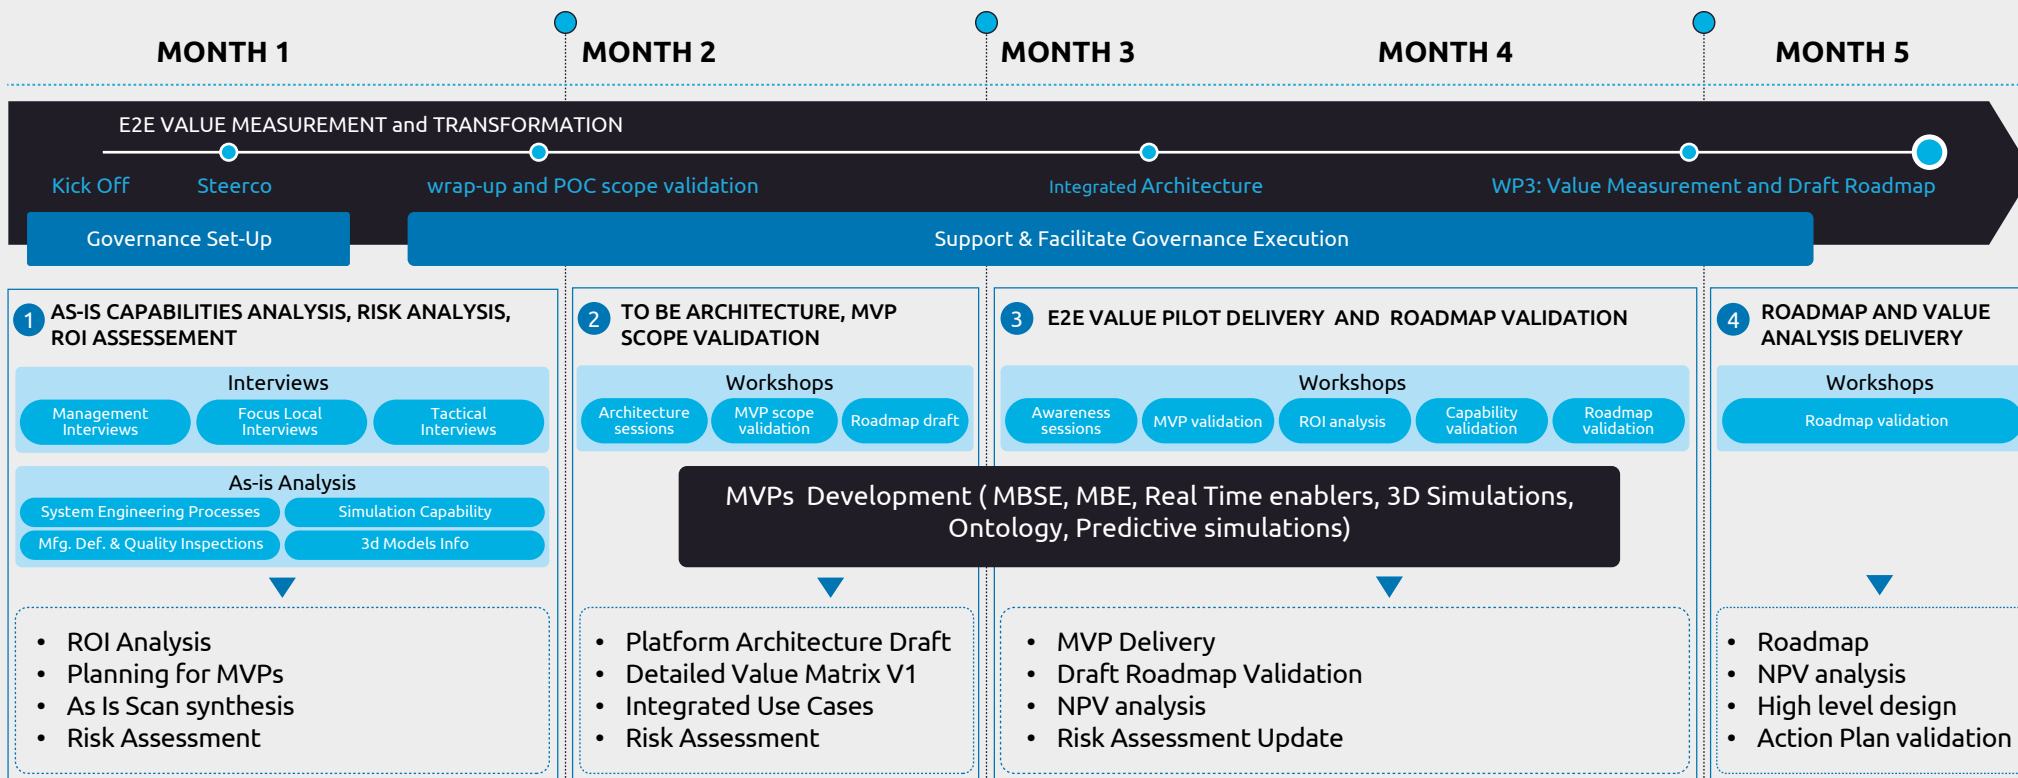 MONTH 1
MONTH 2
MONTH 3
MONTH 4
MONTH 5
E2E VALUE MEASUREMENT and TRANSFORMATION
Kick Off
Steerco
wrap-up and POC scope validation
Integrated Architecture
WP3: Value Measurement and Draft Roadmap
Governance Set-Up
Support & Facilitate Governance Execution
1
AS-IS CAPABILITIES ANALYSIS, RISK ANALYSIS,
ROI ASSESSEMENT
Interviews
Management
Interviews
Focus Local
Interviews
Tactical
Interviews
As-is Analysis
System Engineering Processes
Simulation Capability
Mfg. Def. & Quality Inspections
3d Models Info
• ROI Analysis
• Planning for MVPs
• As Is Scan synthesis
• Risk Assessment
2
TO BE ARCHITECTURE, MVP
SCOPE VALIDATION
Workshops
Architecture
sessions
MVP scope
validation
Roadmap draft
MVPs Development ( MBSE, MBE, Real Time enablers, 3D Simulations,
Ontology, Predictive simulations)
• Platform Architecture Draft
• Detailed Value Matrix V1
• Integrated Use Cases
• Risk Assessment
3
E2E VALUE PILOT DELIVERY AND ROADMAP VALIDATION
Workshops
Awareness
sessions
MVP validation
ROI analysis
Capability
validation
Roadmap
validation
• MVP Delivery
• Draft Roadmap Validation
• NPV analysis
• Risk Assessment Update
4
ROADMAP AND VALUE
ANALYSIS DELIVERY
Workshops
Roadmap validation
• Roadmap
• NPV analysis
• High level design
• Action Plan validation